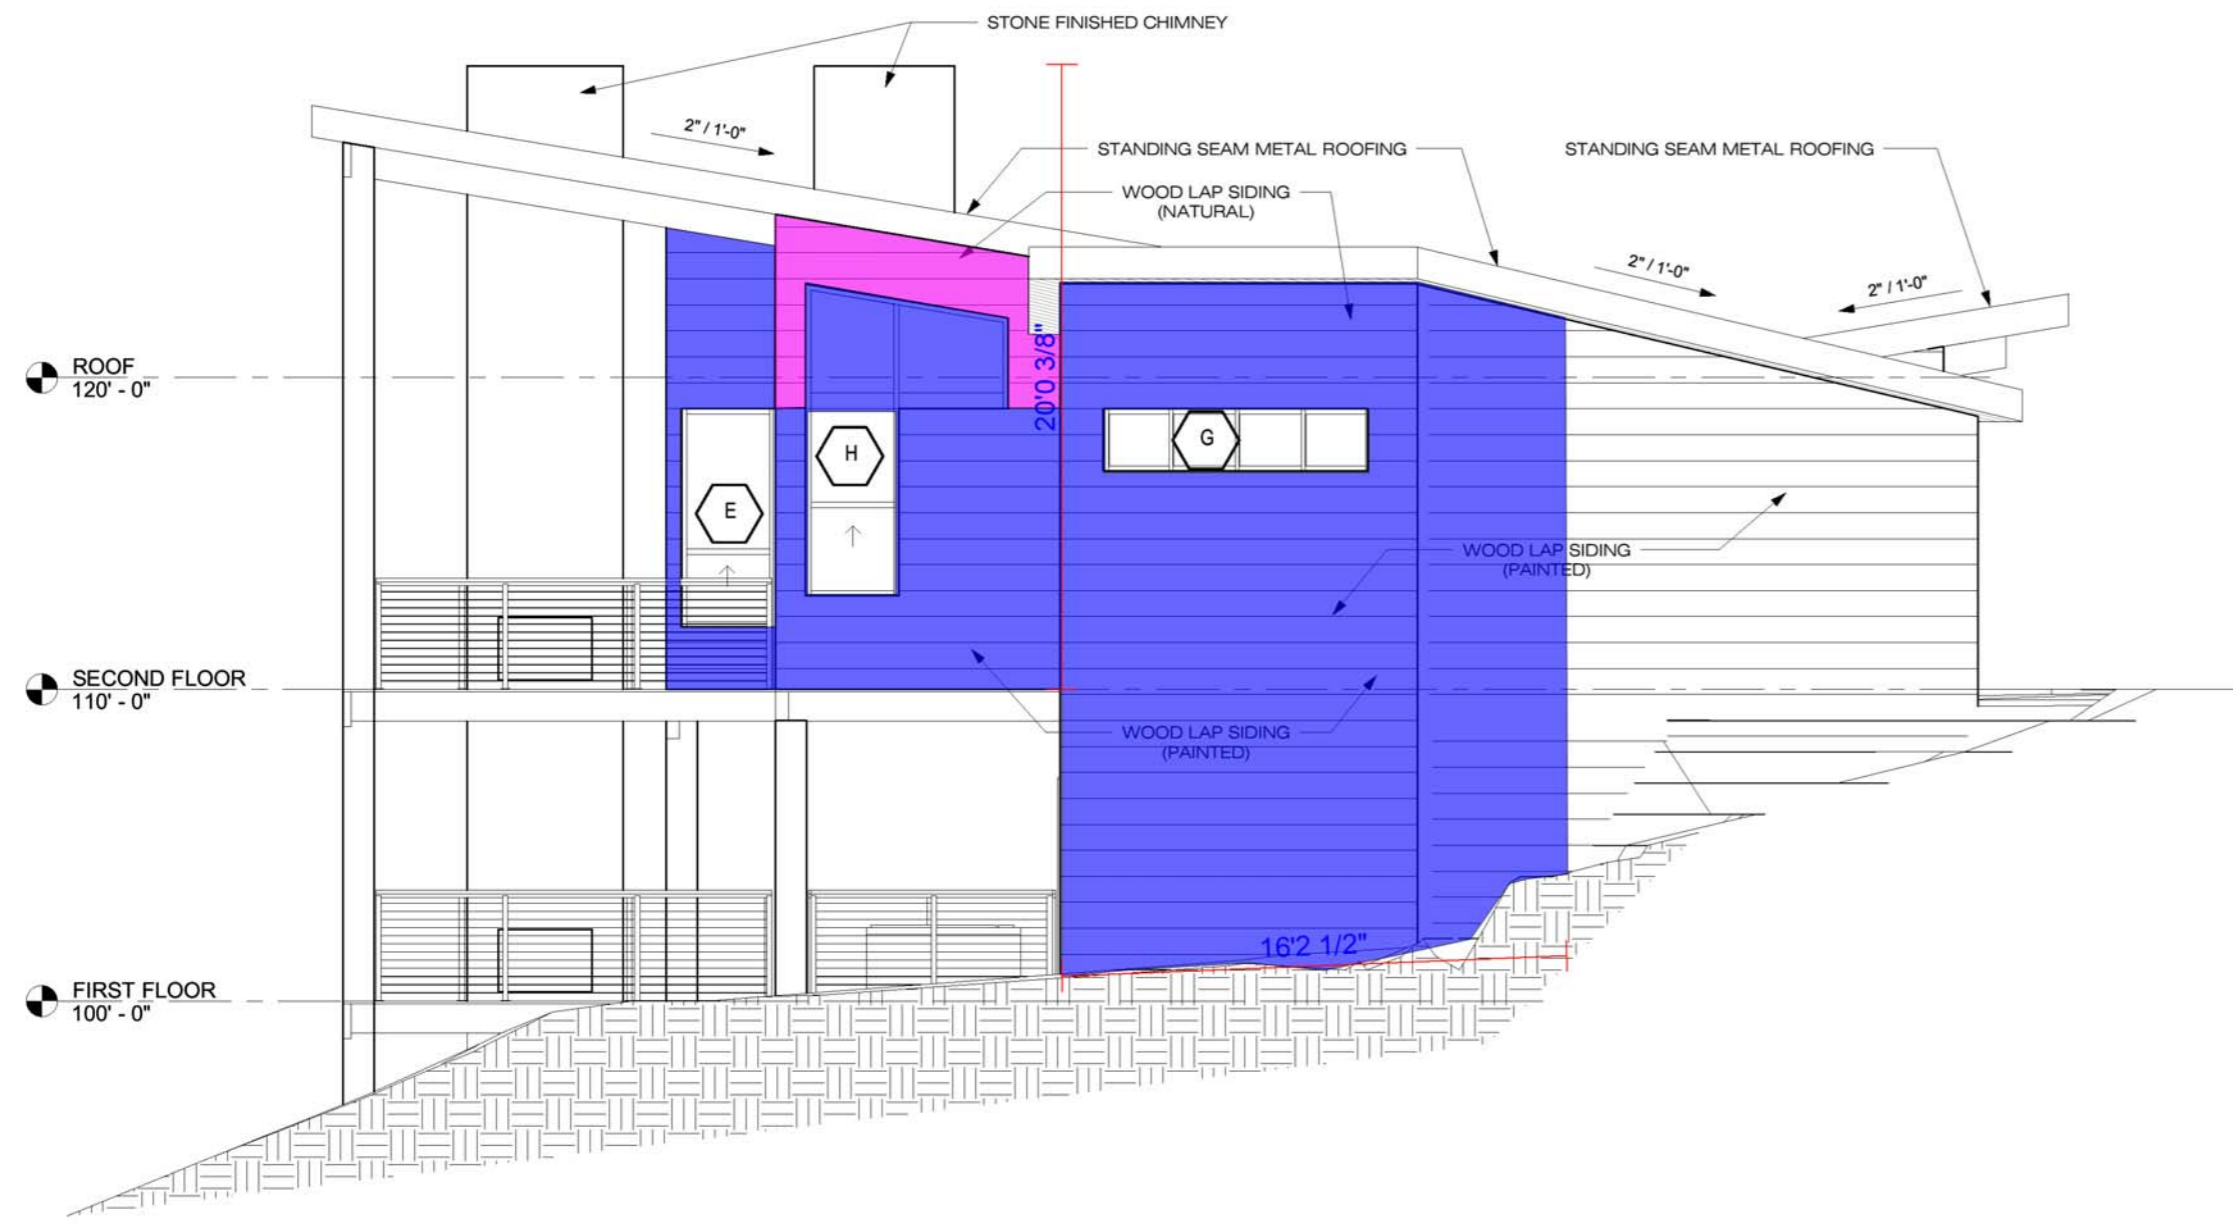 STONE FINISHED CHIMNEY
2" / 1'-0"
STANDING SEAM METAL ROOFING
STANDING SEAM METAL ROOFING
WOOD LAP SIDING
(NATURAL)
2" / 1'-0"
2" / 1'-0"
ROOF
120' - 0"
20'0 3/8"
G
H
E
WOOD LAP SIDING
(PAINTED)
SECOND FLOOR
110' - 0"
WOOD LAP SIDING
(PAINTED)
16'2 1/2"
FIRST FLOOR
100' - 0"